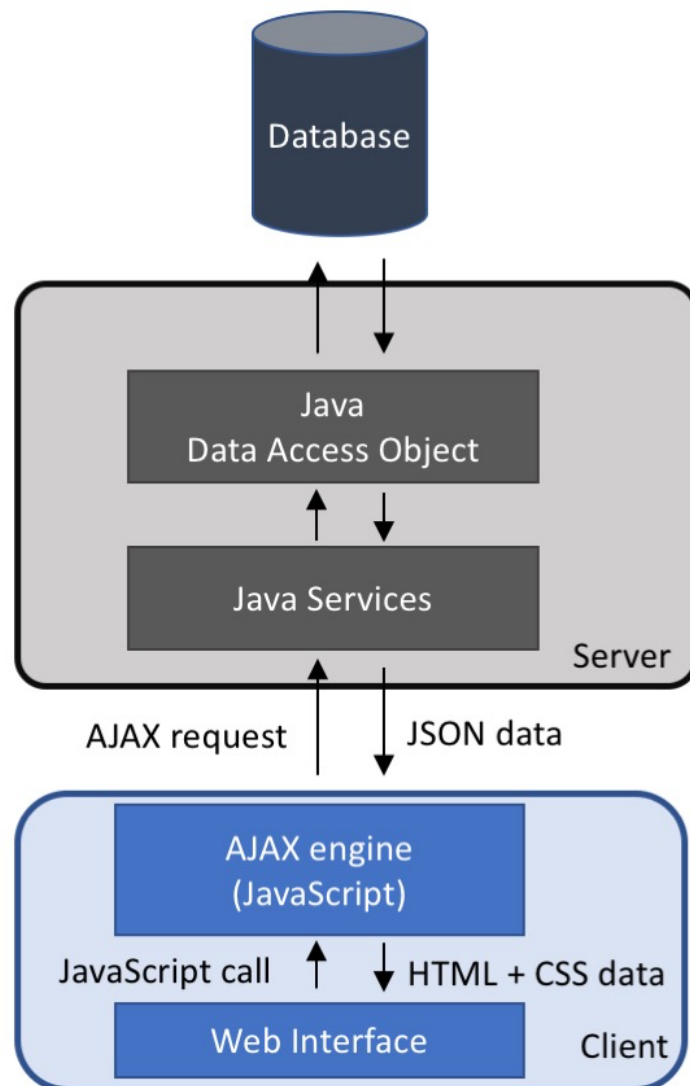 Database
Java
Data Access Object
Java Services
Server
AJAX request
JSON data
AJAX engine
(JavaScript)
JavaScript call
HTML + CSS data
Web Interface
Client